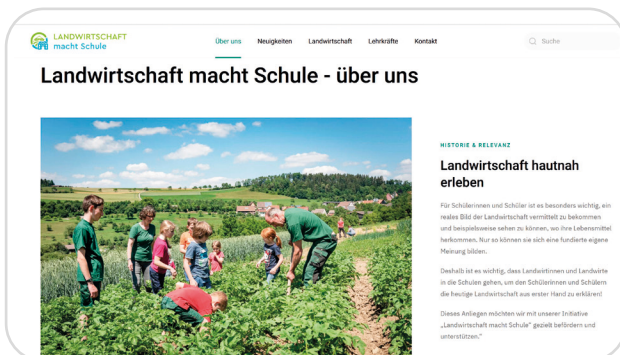 LANDWIRTSCHAFT
macht Schule
Über uns Neuigkeiten Landwirtschaft Lehrkräfte Kontakt Suche
Landwirtschaft macht Schule - über uns
HISTORIE & RELEVANZ
Landwirtschaft hautnah
erleben
Für Schülerinnen und Schüler ist es besonders wichtig, ein
reales Bild der Landwirtschaft vermittelt zu bekommen
und beispielsweise sehen zu können, wo ihre Lebensmittel
herkommen. Nur so können sie sich eine fundierte eigene
Meinung bilden.
Deshalb ist es wichtig, dass Landwirtinnen und Landwirte
in die Schulen gehen, um den Schülerinnen und Schülern
die heutige Landwirtschaft aus erster Hand zu erklären!
Dieses Anliegen möchten wir mit unserer Initiative
„Landwirtschaft macht Schule“ gezielt befördern und
unterstützen.“